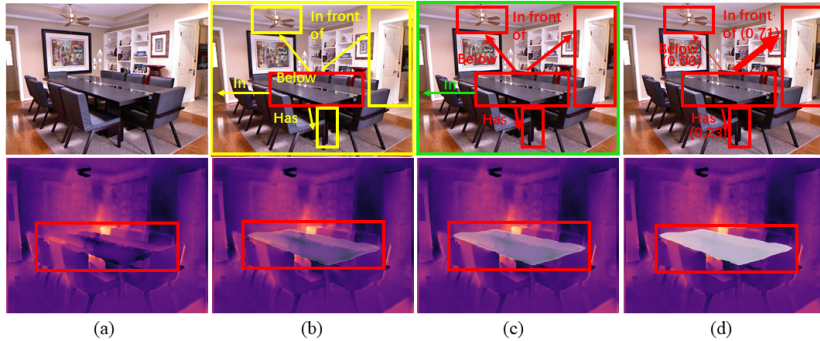 In front
of
In
Below
Has
In front
of
Below
In
Has
In front
of (0.71)
Below
(0.06)
Has
(0.23)
(a)
(b)
(c)
(d)